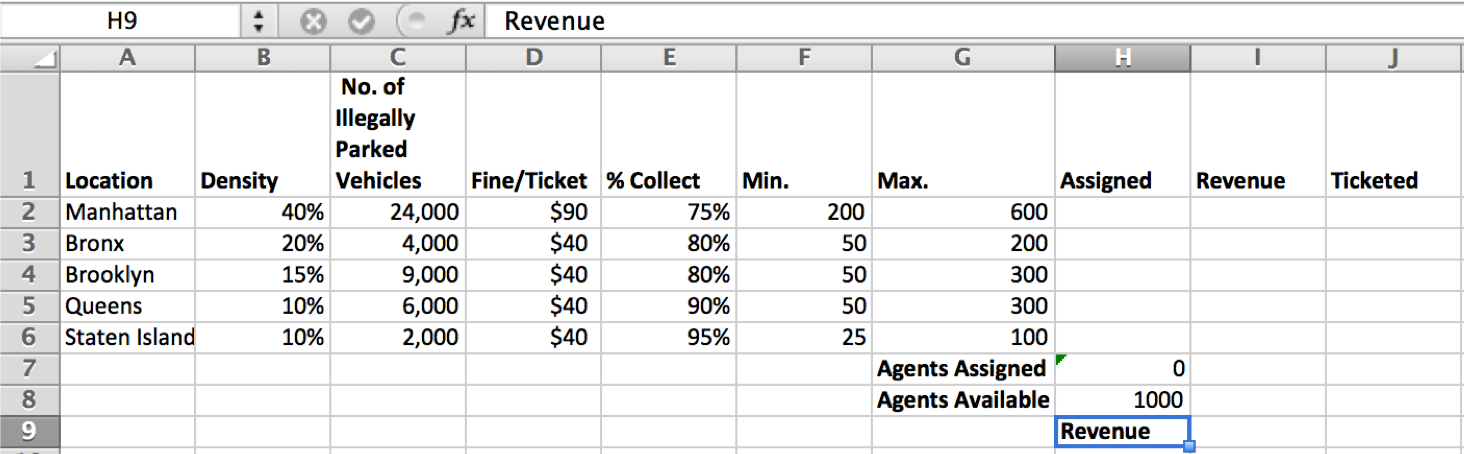 H9 fx Revenue
A B C D E F G H I J
1 Location Density No. of Illegally Parked Vehicles Fine/Ticket % Collect Min. Max. Assigned Revenue Ticketed
2 Manhattan 40% 24,000 $90 75% 200 600
3 Bronx 20% 4,000 $40 80% 50 200
4 Brooklyn 15% 9,000 $40 80% 50 300
5 Queens 10% 6,000 $40 90% 50 300
6 Staten Island 10% 2,000 $40 95% 25 100
7 Agents Assigned 0
8 Agents Available 1000
9 Revenue